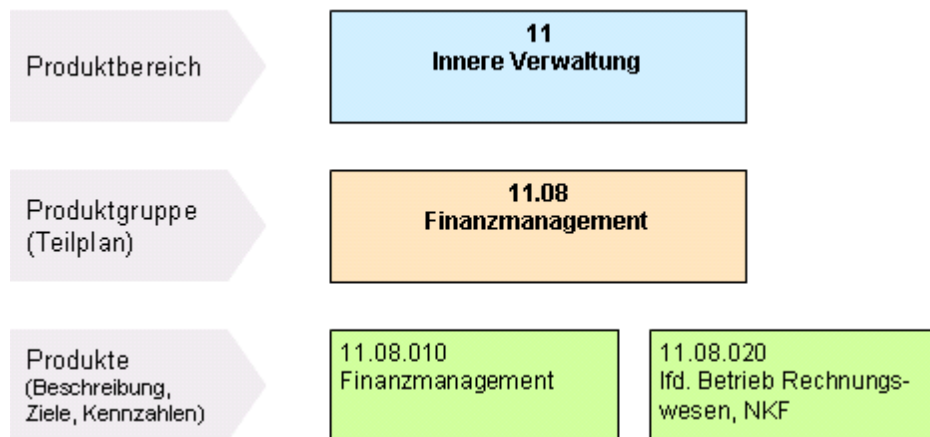 Produktbereich
11
Innere Verwaltung
Produktgruppe
(Teilplan)
11.08
Finanzmanagement
Produkte
(Beschreibung,
Ziele, Kennzahlen)
11.08.010
Finanzmanagement
11.08.020
lfd. Betrieb Rechnungs-
wesen, NKF